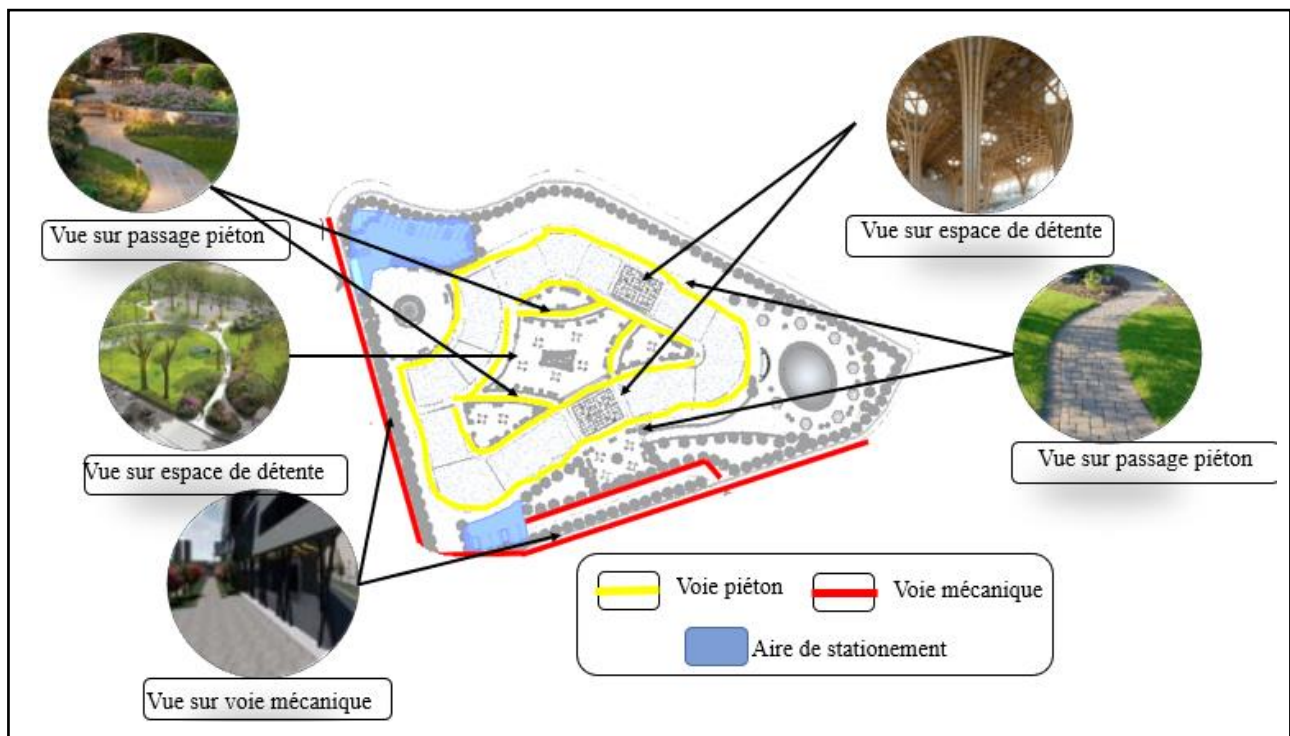 Vue sur passage piéton
Vue sur espace de détente
Vue sur espace de détente
Vue sur passage piéton
Vue sur voie mécanique
Voie piéton
Voie mécanique
Aire de stationement